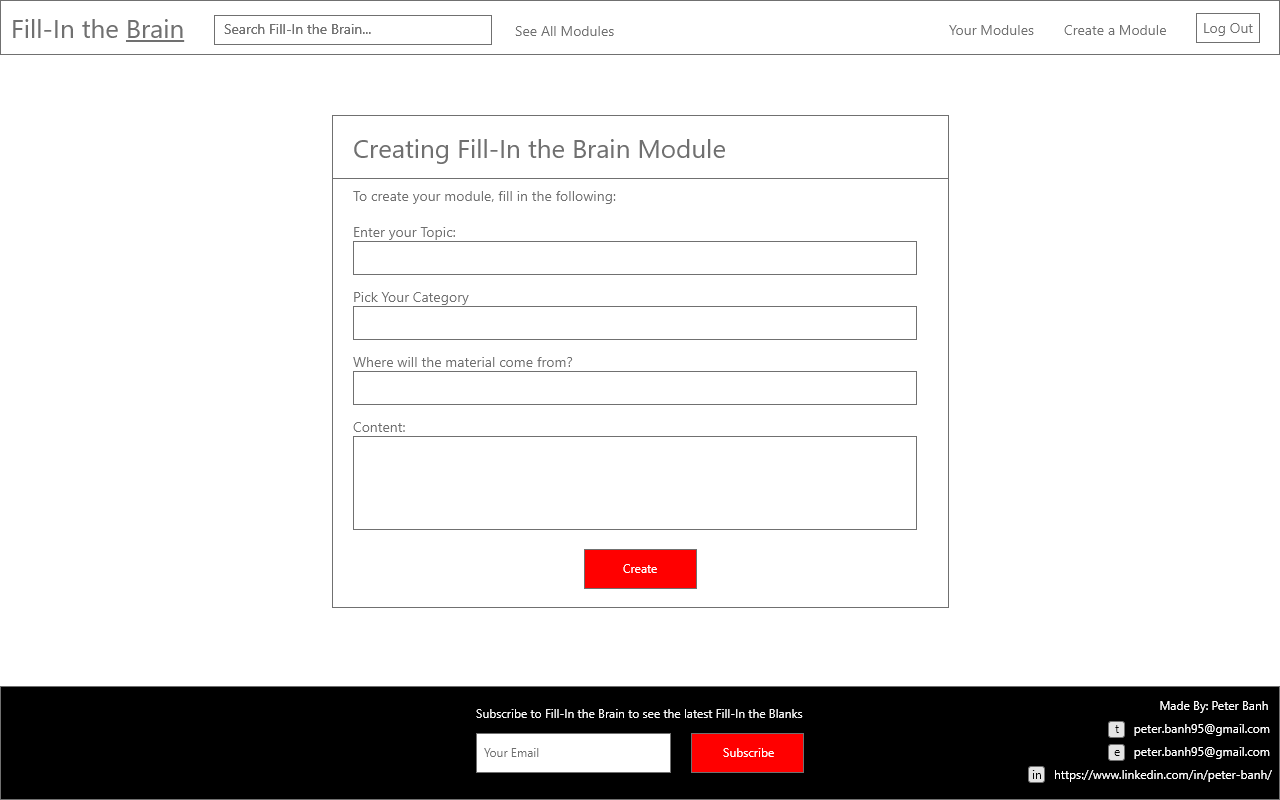 Fill-In the Brain
Search Fill-In the Brain...
See All Modules
Your Modules
Create a Module
Log Out
Creating Fill-In the Brain Module
To create your module, fill in the following:
Enter your Topic:
Pick Your Category
Where will the material come from?
Content:
Create
Subscribe to Fill-In the Brain to see the latest Fill-In the Blanks
Your Email
Subscribe
Made By: Peter Banh
t peter.banh95@gmail.com
e peter.banh95@gmail.com
in https://www.linkedin.com/in/peter-banh/